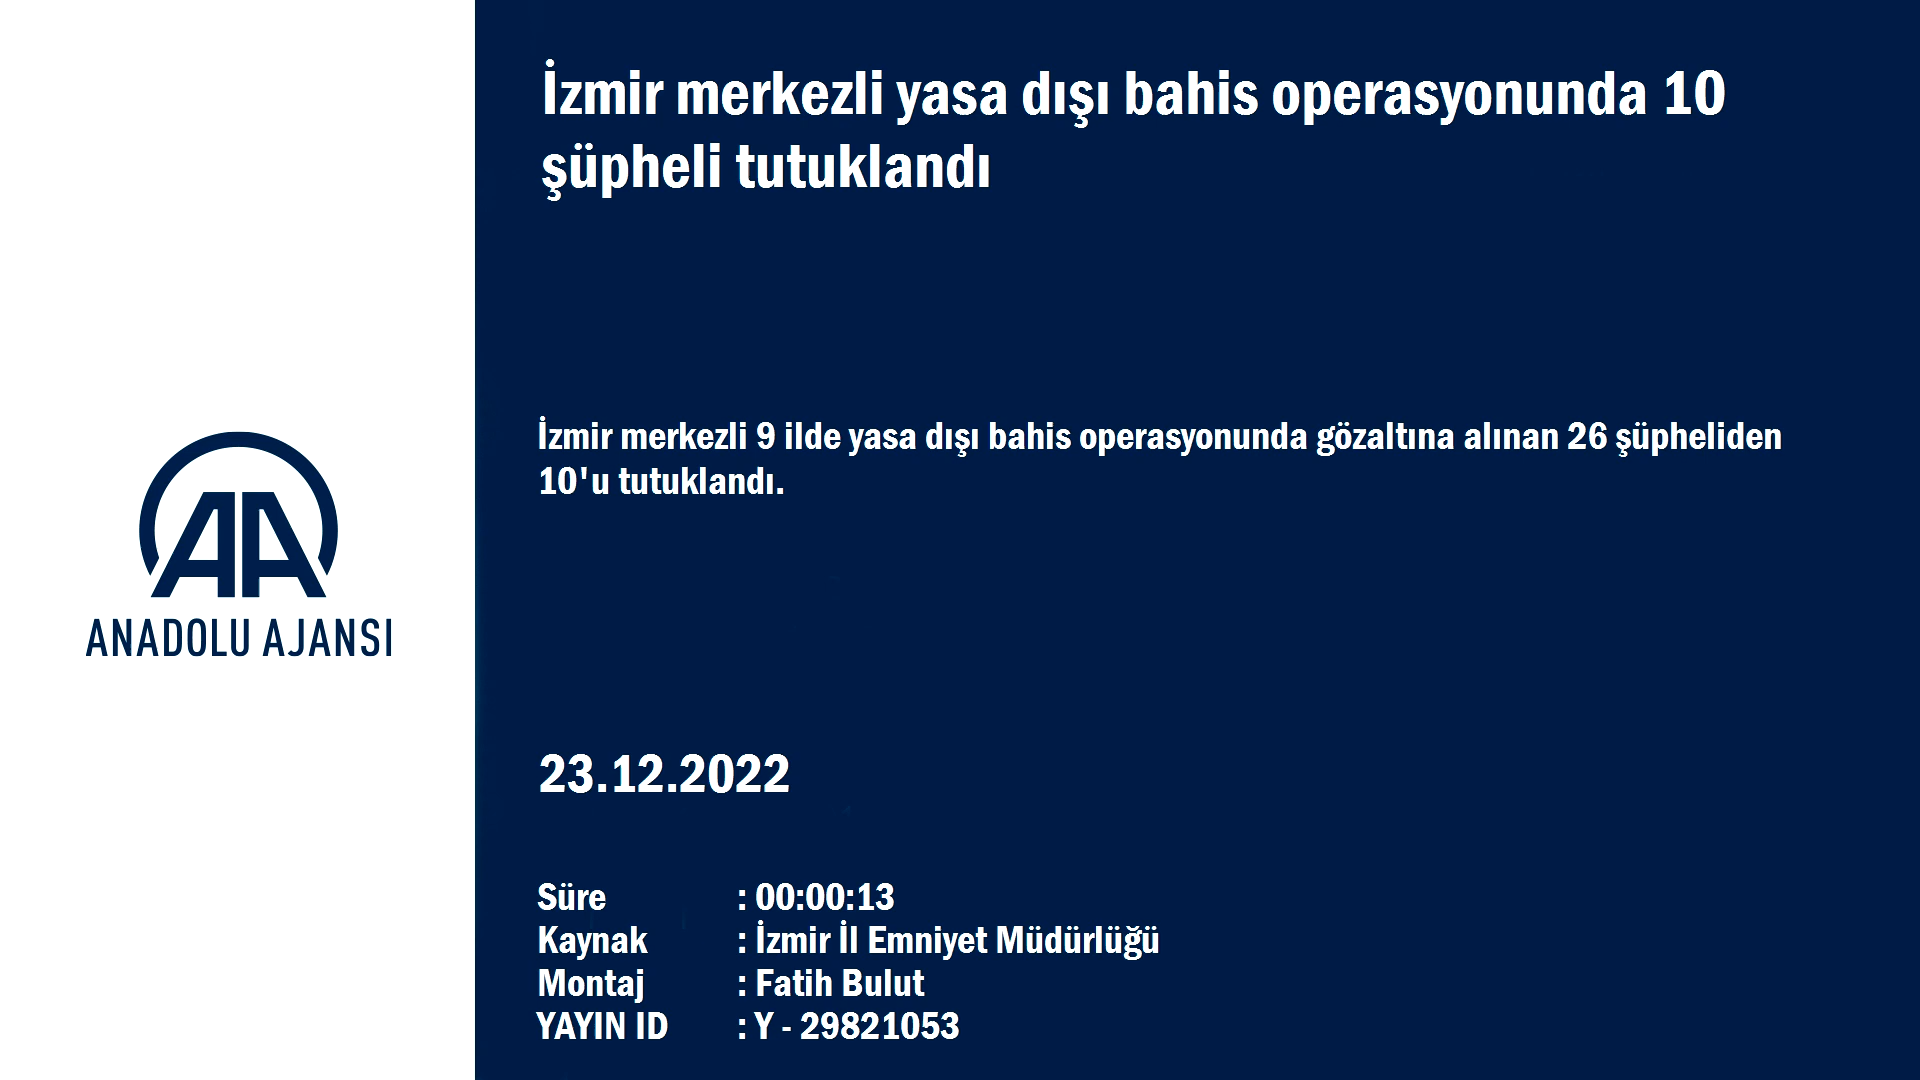 İzmir merkezli yasa dışı bahis operasyonunda 10
şüpheli tutuklandı
İzmir merkezli 9 ilde yasa dışı bahis operasyonunda gözaltına alınan 26 şüpheliden
10'u tutuklandı.
AA
ANADOLU AJANSI
23.12.2022
Süre : 00:00:13
Kaynak : İzmir İl Emniyet Müdürlüğü
Montaj : Fatih Bulut
YAYIN ID : Y - 29821053